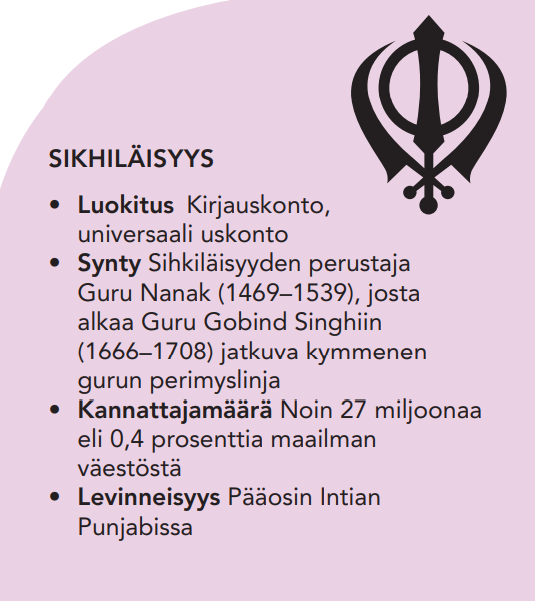 SIKHILÄISYYS
• Luokitus Kirjauskonto,
universaali uskonto
• Synty Sihkiläisyyden perustaja
Guru Nanak (1469–1539), josta
alkaa Guru Gobind Singhiin
(1666–1708) jatkuva kymmenen
gurun perimyslinja
• Kannattajamäärä Noin 27 miljoonaa
eli 0,4 prosenttia maailman
väestöstä
• Levinneisyys Pääosin Intian
Punjabissa